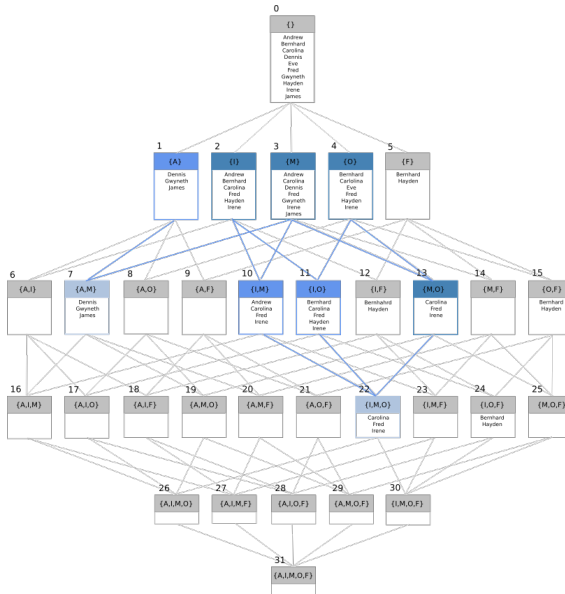 0
{}
Andrew
Bernhard
Carolina
Dennis
Eve
Fred
Gwyneth
Hayden
Irene
James
1
{A}
Dennis
Gwyneth
James
2
{I}
Andrew
Bernhard
Carolina
Fred
Hayden
Irene
3
{M}
Andrew
Carolina
Dennis
Fred
Gwyneth
Irene
James
4
{O}
Bernhard
Cartolina
Eve
Fred
Hayden
Irene
5
{F}
Bernhard
Hayden
6
{A,I}
7
{A,M}
Dennis
Gwyneth
James
8
{A,O}
9
{A,F}
10
{I,M}
Andrew
Carolina
Fred
Irene
11
{I,O}
Bernhard
Carolina
Fred
Hayden
Irene
12
{I,F}
Bernhahrd
Hayden
13
{M,O}
Carolina
Fred
Irene
14
{M,F}
15
{O,F}
Bernhard
Hayden
16
{A,I,M}
17
{A,I,O}
18
{A,I,F}
19
{A,M,O}
20
{A,M,F}
21
{A,O,F}
22
{I,M,O}
Carolina
Fred
Irene
23
{I,M,F}
24
{I,O,F}
Bernhard
Hayden
25
{M,O,F}
26
{A,I,M,O}
27
{A,I,M,F}
28
{A,I,O,F}
29
{A,M,O,F}
30
{I,M,O,F}
31
{A,I,M,O,F}